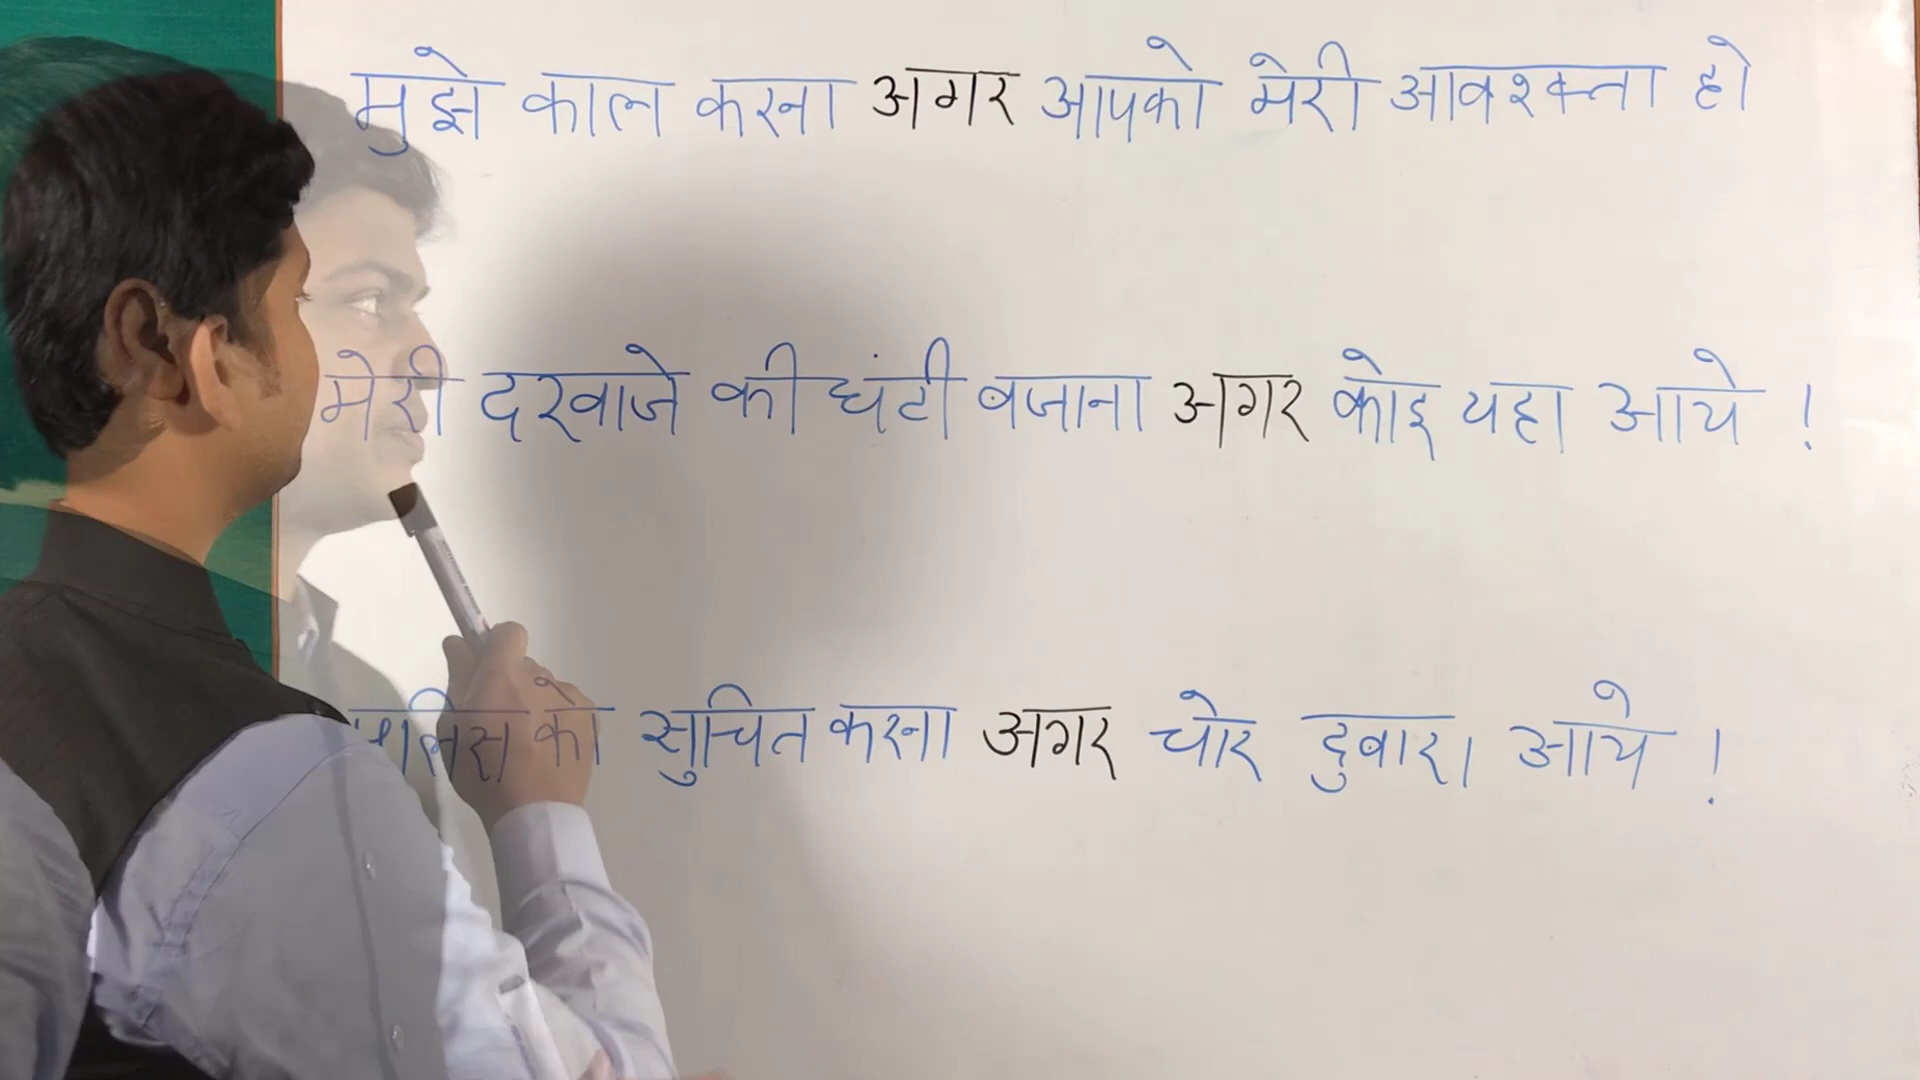 मुझे काल करना अगर आपको मेरी आवश्क्ता हो
मेरी दरवाजे की घंटी बजाना अगर कोइ यहा आये !
पुलिस को सुचित करना अगर चोर दुबारा आये !